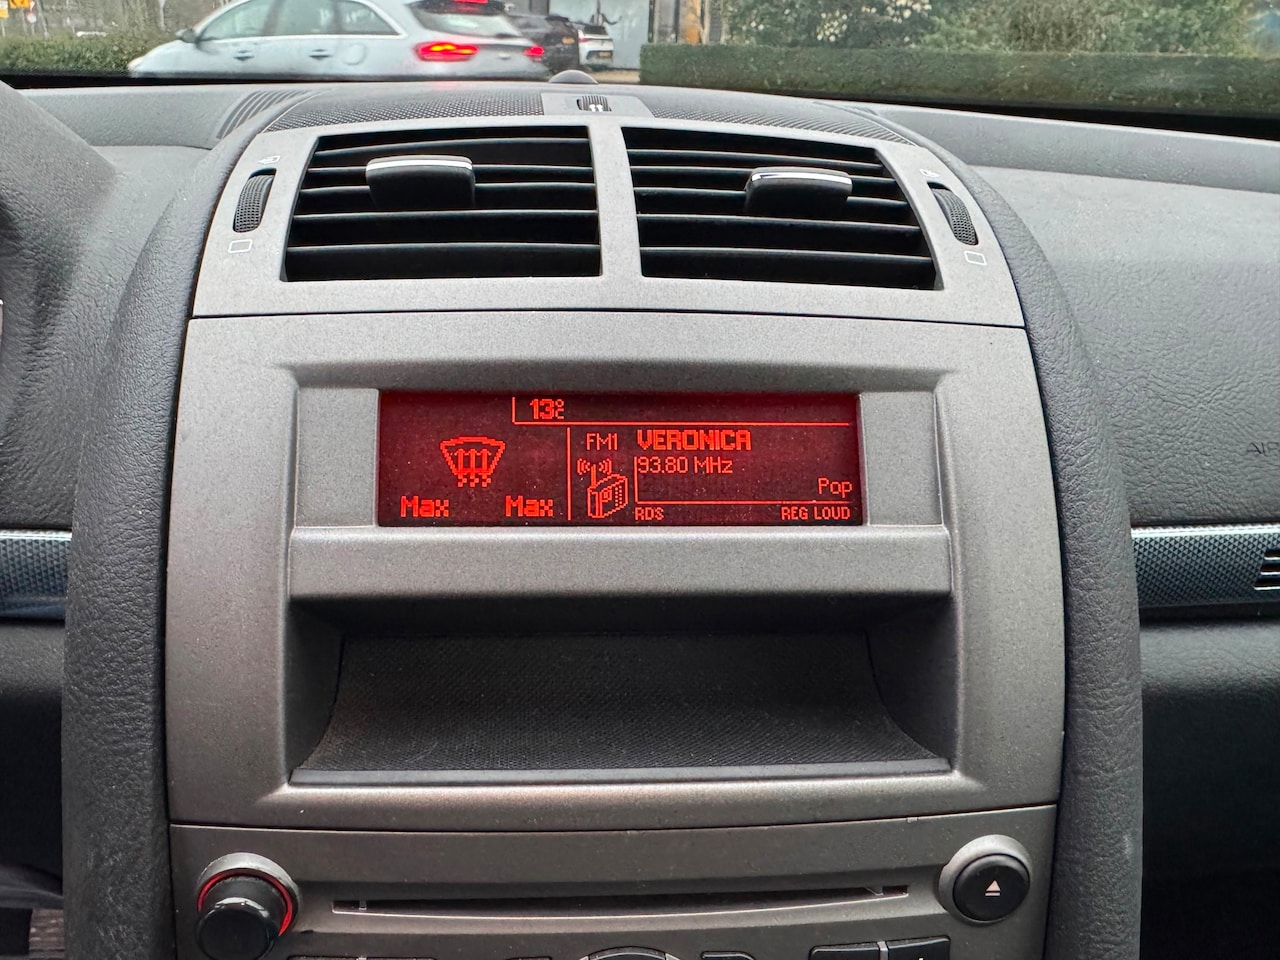 13°C
FM1 VERONICA
93.80 MHz
Pop
Max Max
RDS REG LOUD